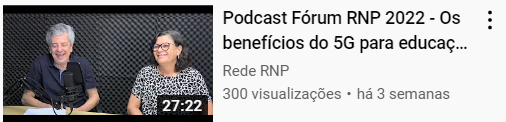 Podcast Fórum RNP 2022 - Os
benefícios do 5G para educaç...
Rede RNP
300 visualizações • há 3 semanas
27:22